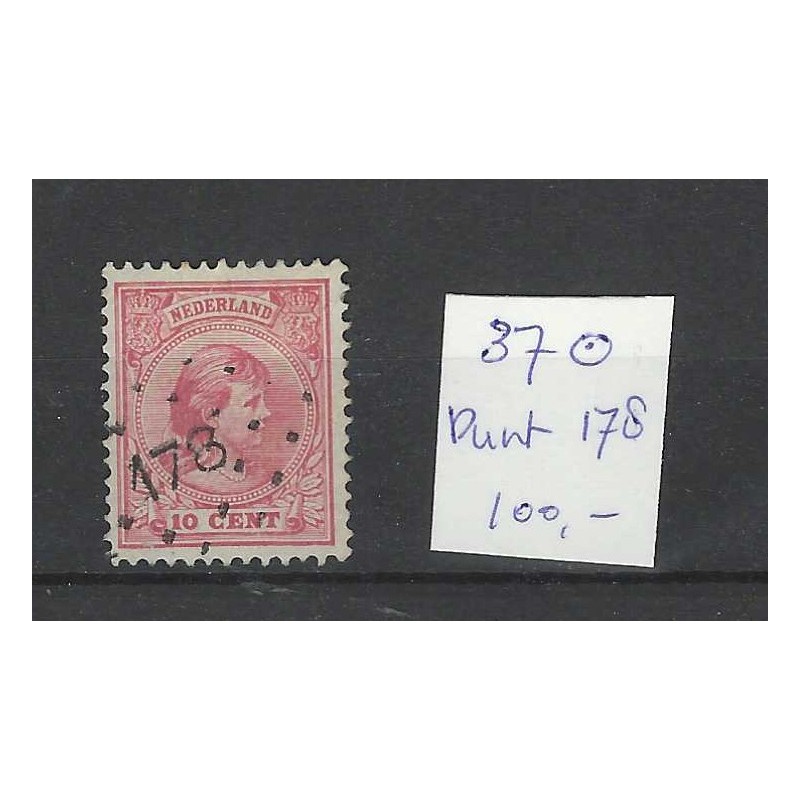 NEDERLAND
178
10 CENT
37 ʘ
Punt 178
100,-